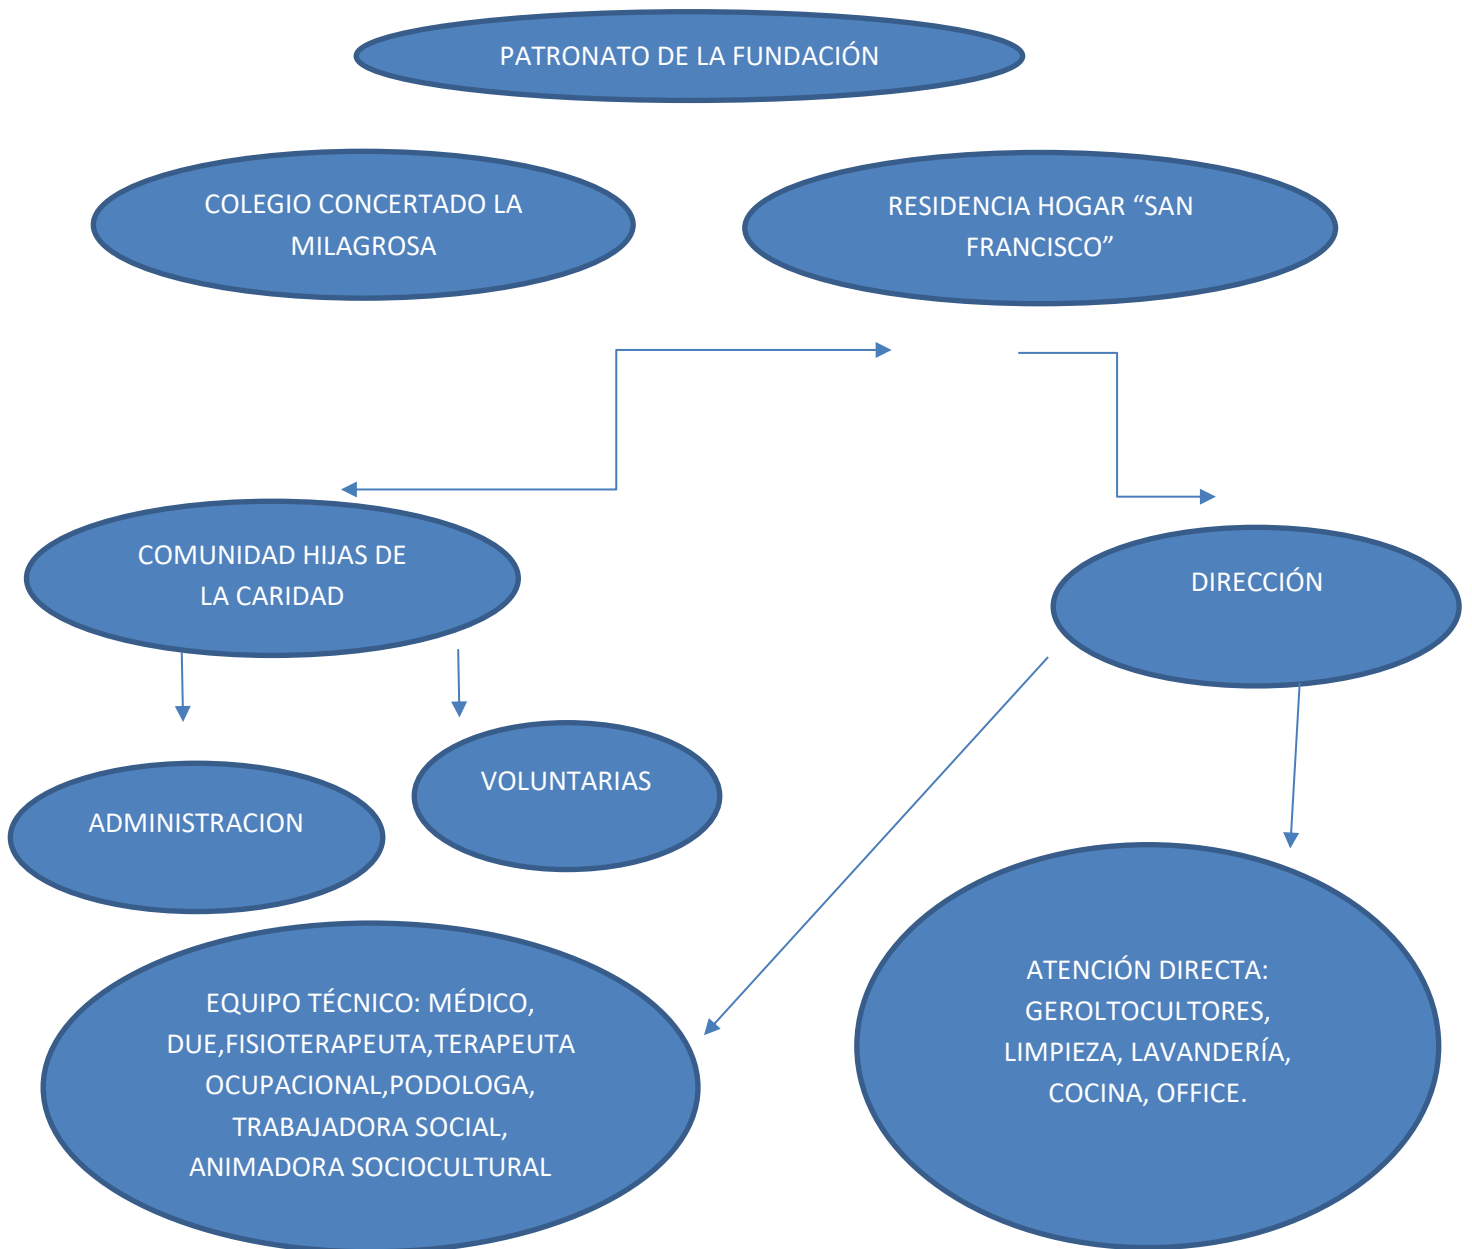 PATRONATO DE LA FUNDACIÓN
COLEGIO CONCERTADO LA
MILAGROSA
RESIDENCIA HOGAR “SAN
FRANCISCO”
COMUNIDAD HIJAS DE
LA CARIDAD
DIRECCIÓN
ADMINISTRACION
VOLUNTARIAS
EQUIPO TÉCNICO: MÉDICO,
DUE,FISIOTERAPEUTA,TERAPEUTA
OCUPACIONAL,PODOLOGA,
TRABAJADORA SOCIAL,
ANIMADORA SOCIOCULTURAL
ATENCIÓN DIRECTA:
GEROLTOCULTORES,
LIMPIEZA, LAVANDERÍA,
COCINA, OFFICE.